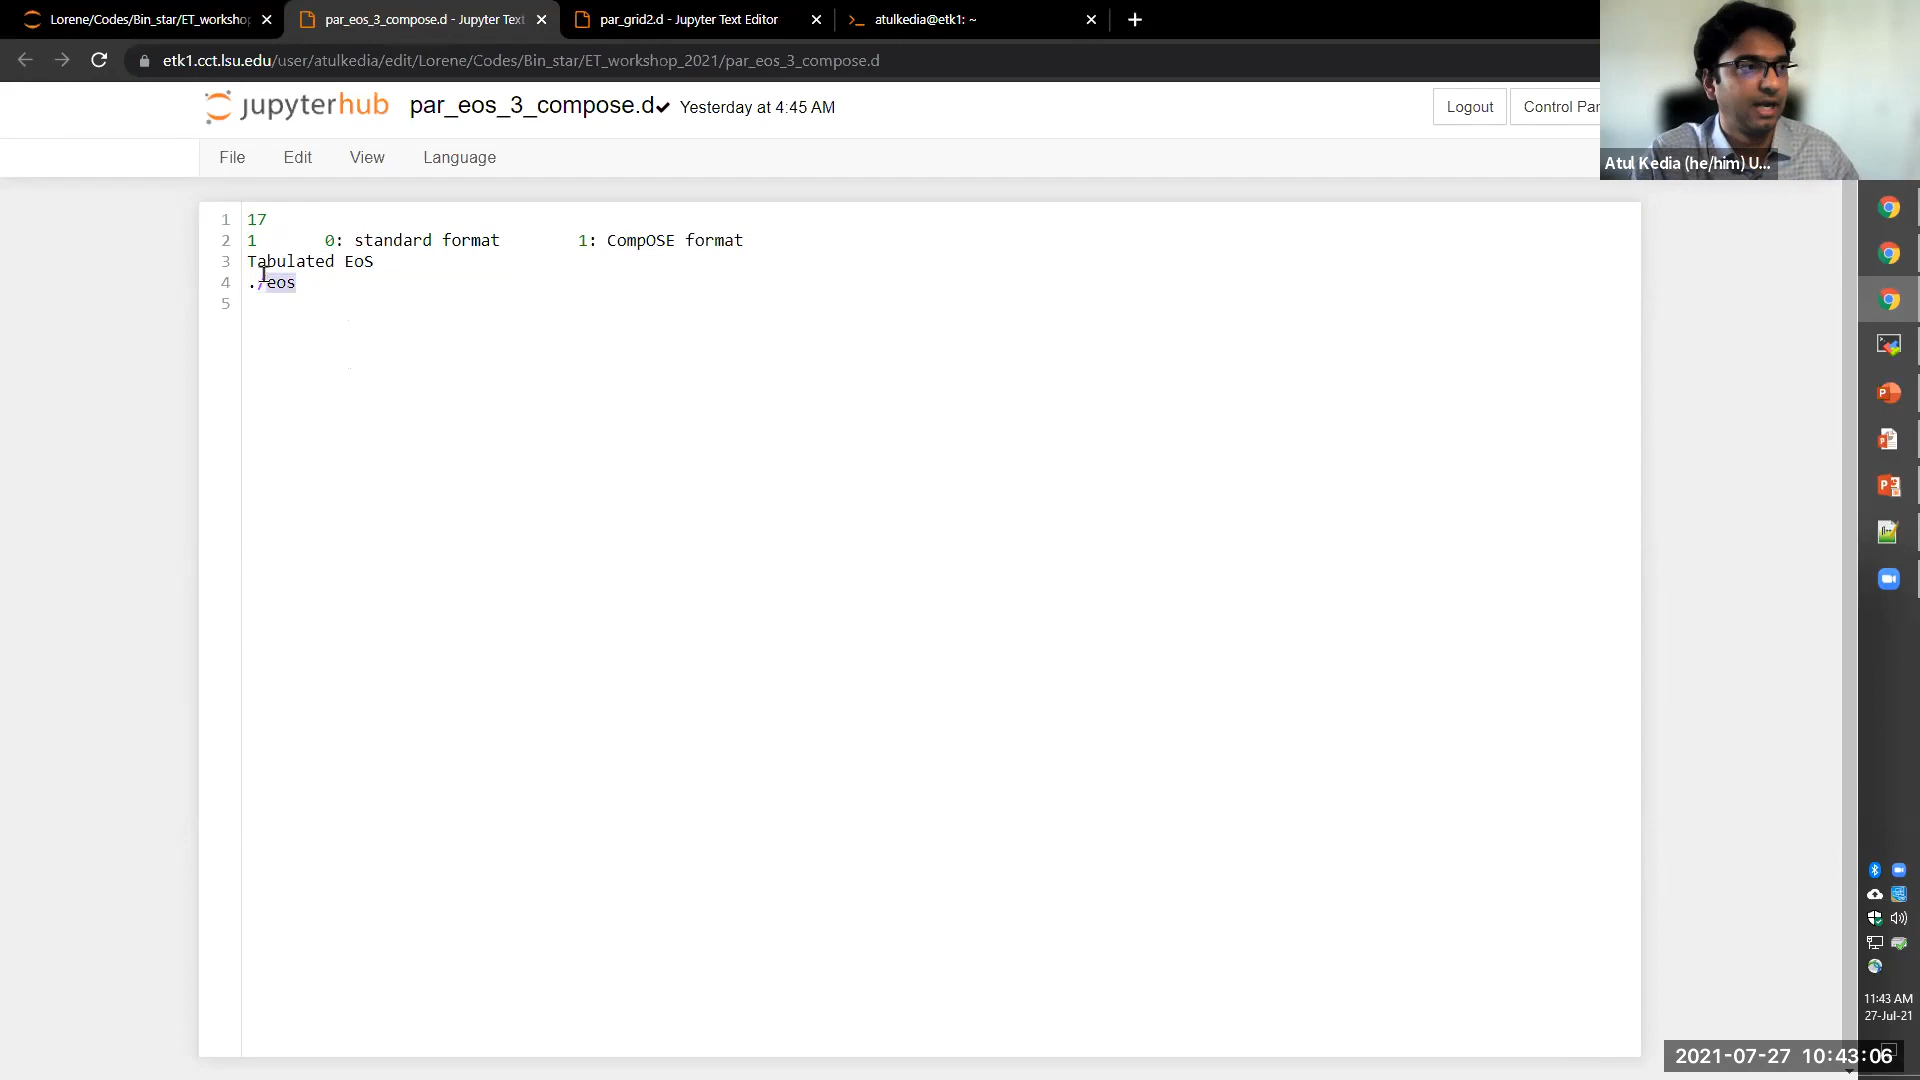 Lorene/Codes/Bin_star/ET_worksho
par_eos_3_compose.d - Jupyter Text
par_grid2.d - Jupyter Text Editor
atulkedia@etk1: ~
etk1.cct.lsu.edu/user/atulkedia/edit/Lorene/Codes/Bin_star/ET_workshop_2021/par_eos_3_compose.d
jupyterhub par_eos_3_compose.d Yesterday at 4:45 AM
Logout
Control Par
Atul Kedia (he/him) U...
File Edit View Language
1 17
2 1 0: standard format 1: CompOSE format
3 Tabulated EoS
4 ./eos
5
11:43 AM
27-Jul-21
2021-07-27 10:43:06